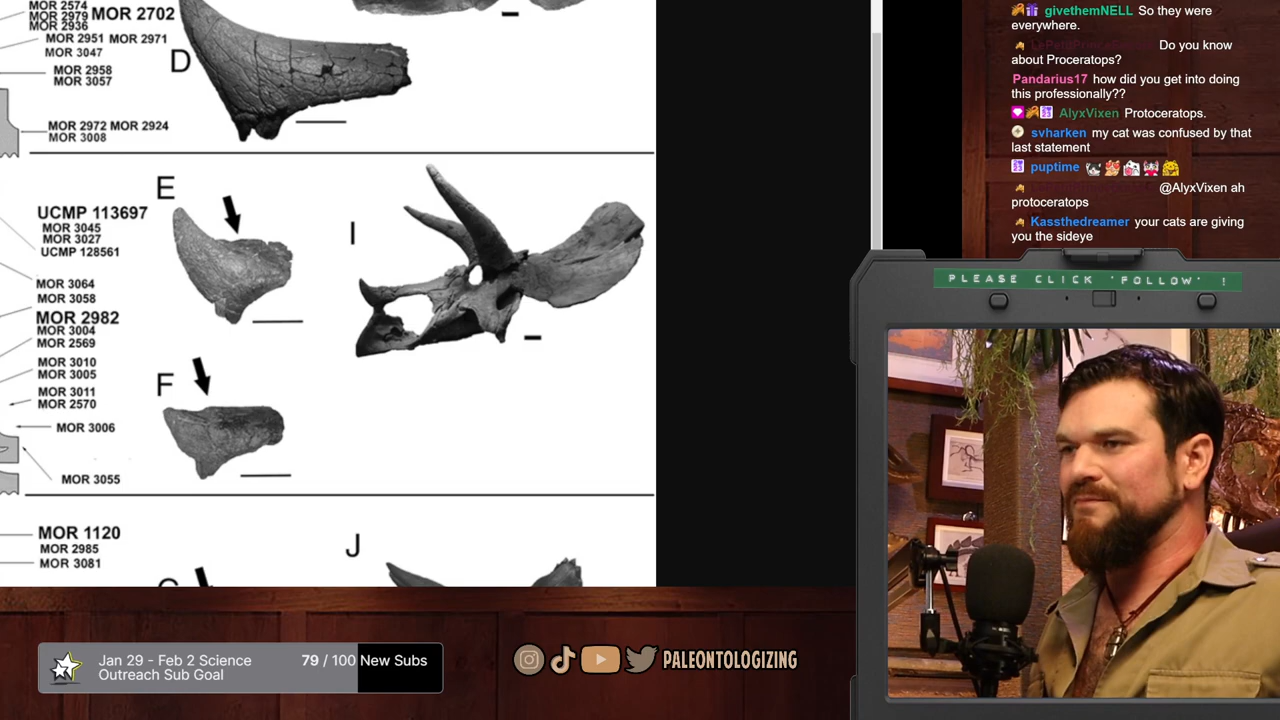 MOR 2574
MOR 2979 MOR 2702
MOR 2936
MOR 2951 MOR 2971
MOR 3047
D
MOR 2958
MOR 3057
MOR 2972 MOR 2924
MOR 3008
E
UCMP 113697
MOR 3045
MOR 3027
UCMP 128561
I
MOR 3064
MOR 3058
MOR 2982
MOR 3004
MOR 2569
MOR 3010
MOR 3005
F
MOR 3011
MOR 2570
MOR 3006
MOR 3055
MOR 1120
MOR 2985
MOR 3081
J
givethemNELL So they were
everywhere.
Do you know
about Proceratops?
Pandarius17 how did you get into doing
this professionally??
AlyxVixen Protoceratops.
svharken my cat was confused by that
last statement
puptime
@AlyxVixen ah
protoceratops
Kassthedreamer your cats are giving
you the sideye
PLEASE CLICK 'FOLLOW' !
Jan 29 - Feb 2 Science
Outreach Sub Goal
79 / 100 New Subs
PALEONTOLOGIZING